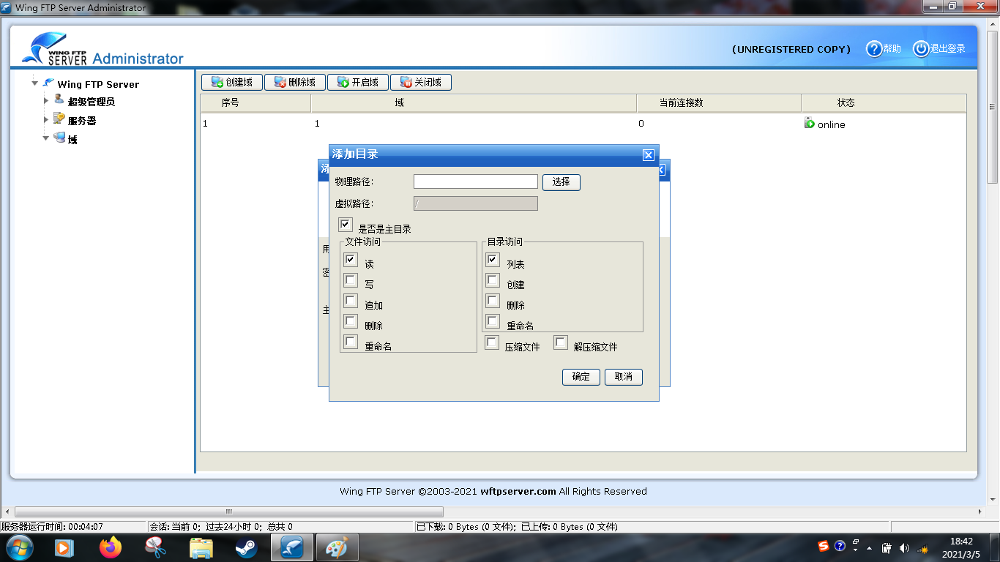 Wing FTP Server Administrator
WING FTP SERVER Administrator
(UNREGISTERED COPY) 帮助 退出登录
Wing FTP Server
超级管理员
服务器
域
创建域 删除域 开启域 关闭域
序号 域 当前连接数 状态
1 1 0 online
添加目录
物理路径: 选择
虚拟路径: /
是否是主目录
文件访问
读
写
追加
删除
重命名
目录访问
列表
创建
删除
重命名
压缩文件 解压缩文件
确定 取消
Wing FTP Server ©2003-2021 wftpserver.com All Rights Reserved
服务器运行时间: 00:04:07 会话: 当前 0; 过去24小时 0; 总共 0 已下载: 0 Bytes (0 文件); 已上传: 0 Bytes (0 文件)
18:42
2021/3/5